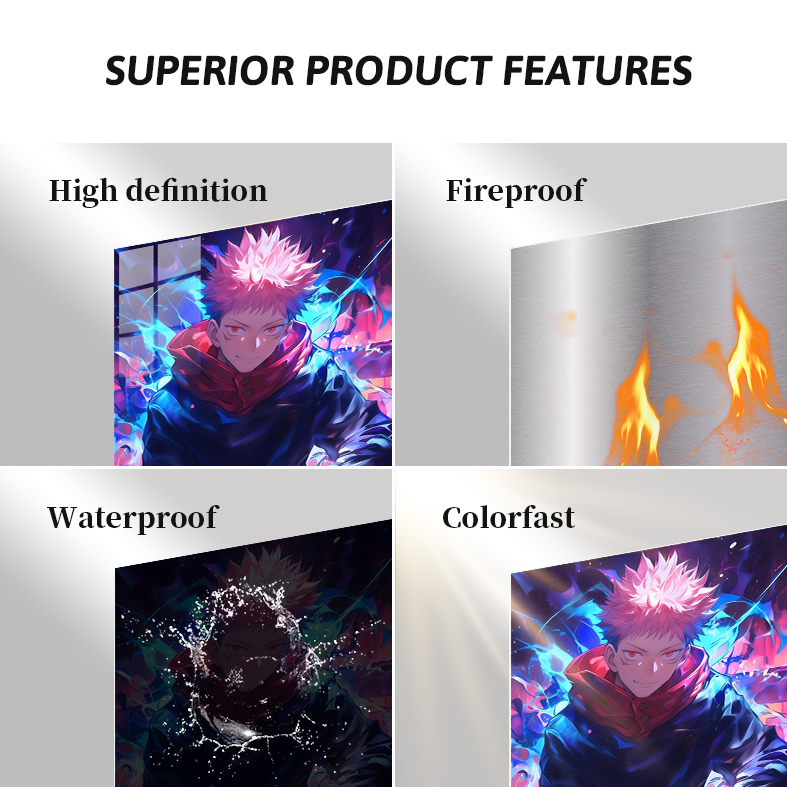 SUPERIOR PRODUCT FEATURES
High definition
Fireproof
Waterproof
Colorfast